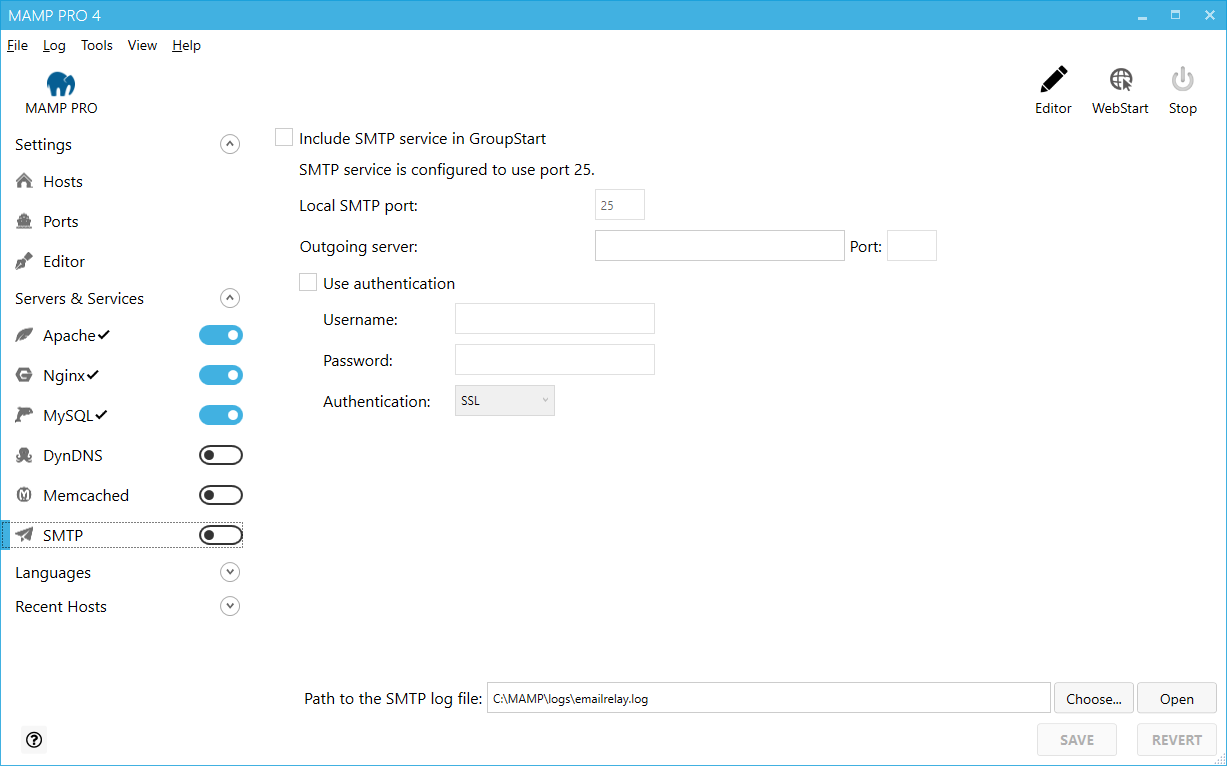 MAMP PRO 4
File Log Tools View Help
MAMP PRO
Editor WebStart Stop
Settings
Hosts
Ports
Editor
Servers & Services
Apache
Nginx
MySQL
DynDNS
Memcached
SMTP
Languages
Recent Hosts
Include SMTP service in GroupStart
SMTP service is configured to use port 25.
Local SMTP port: 25
Outgoing server: Port:
Use authentication
Username:
Password:
Authentication: SSL
Path to the SMTP log file: C:\MAMP\logs\emailrelay.log Choose... Open
? SAVE REVERT